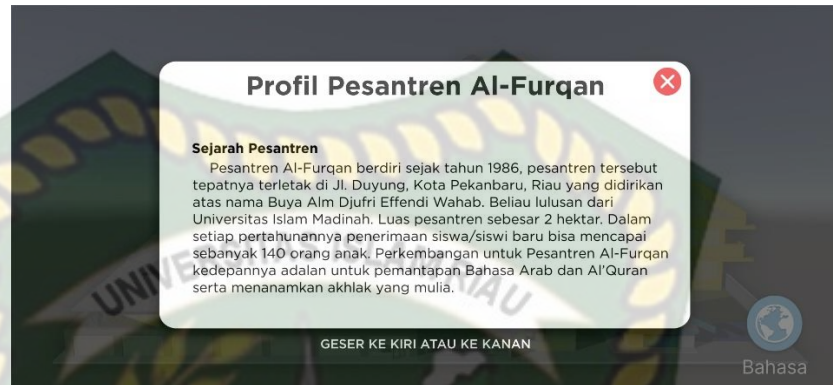 Profil Pesantren Al-Furqan
Sejarah Pesantren
Pesantren Al-Furqan berdiri sejak tahun 1986, pesantren tersebut
tepatnya terletak di Jl. Duyung, Kota Pekanbaru, Riau yang didirikan
atas nama Buya Alm Djufri Effendi Wahab. Beliau lulusan dari
Universitas Islam Madinah. Luas pesantren sebesar 2 hektar. Dalam
setiap pertahunannya penerimaan siswa/siswi baru bisa mencapai
sebanyak 140 orang anak. Perkembangan untuk Pesantren Al-Furqan
kedepannya adalan untuk pemantapan Bahasa Arab dan Al'Quran
serta menanamkan akhlak yang mulia.
UNIVERSITAS ISLAM RIAU
GESER KE KIRI ATAU KE KANAN
Bahasa